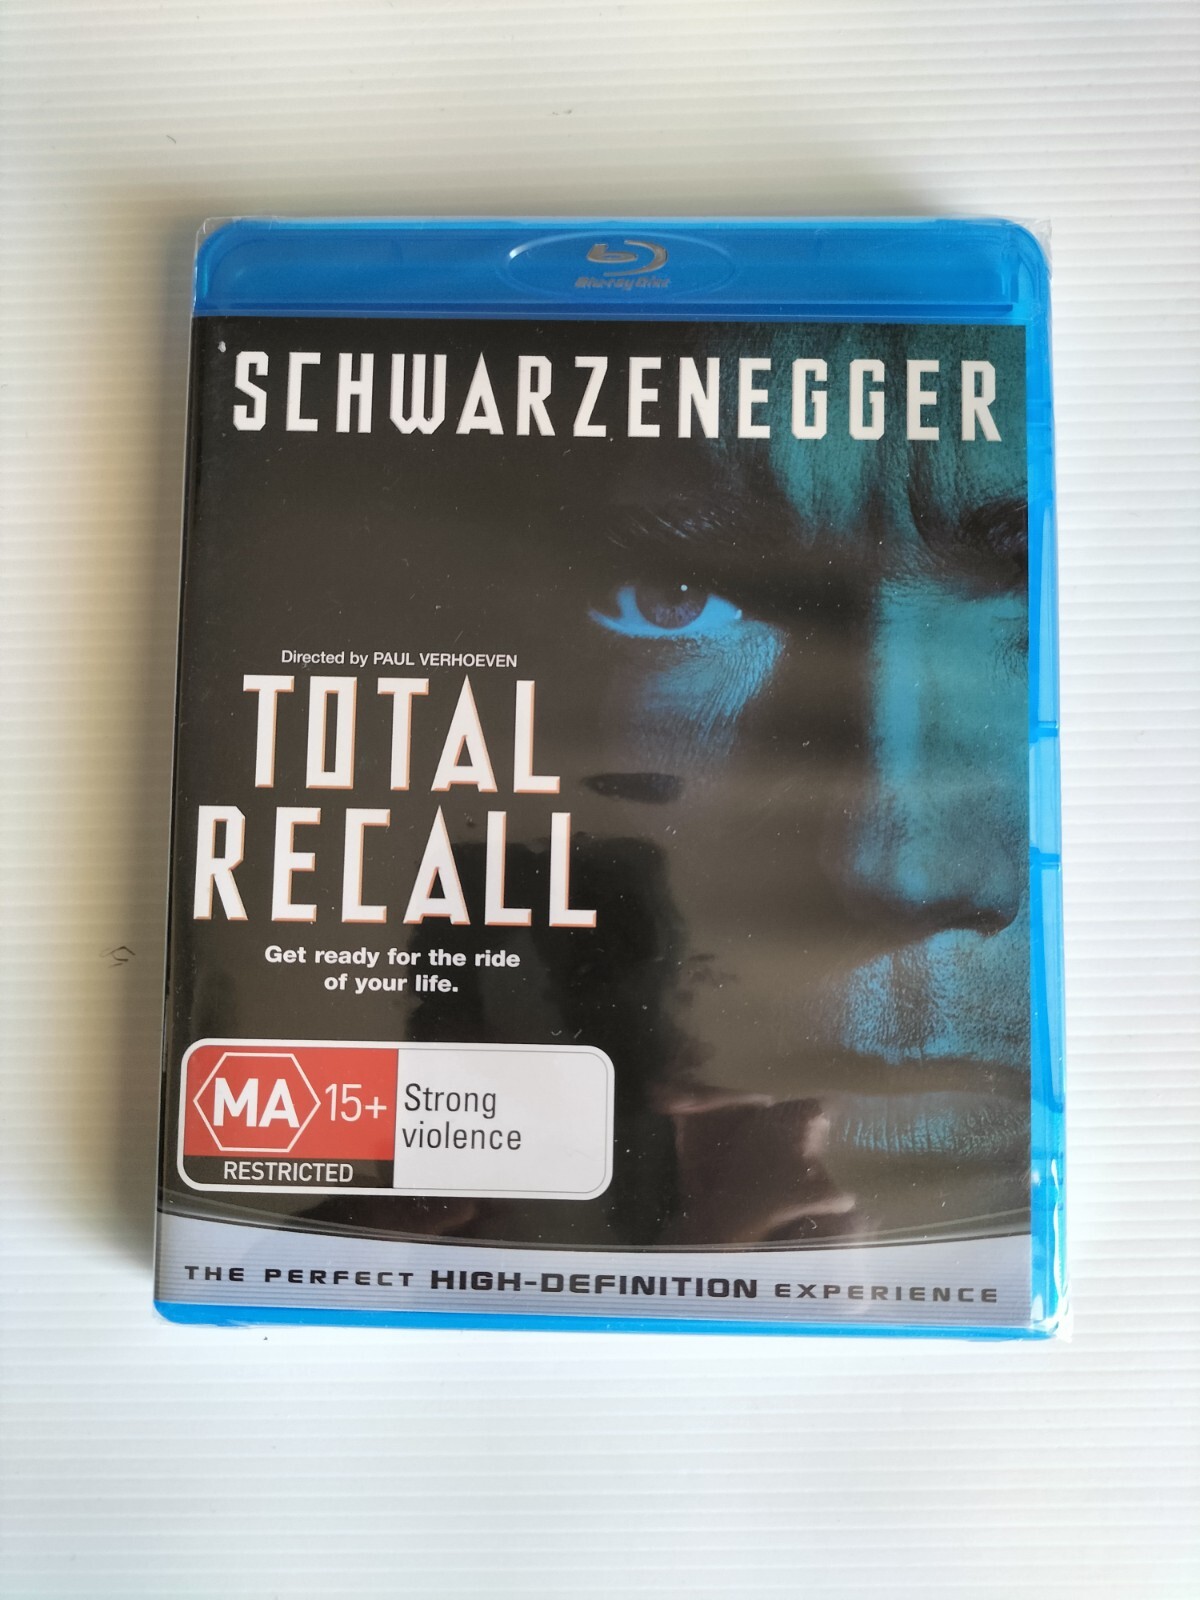 Blu-ray Disc
SCHWARZENEGGER
Directed by PAUL VERHOEVEN
TOTAL
RECALL
Get ready for the ride
of your life.
MA 15+
RESTRICTED
Strong
violence
THE PERFECT HIGH-DEFINITION EXPERIENCE